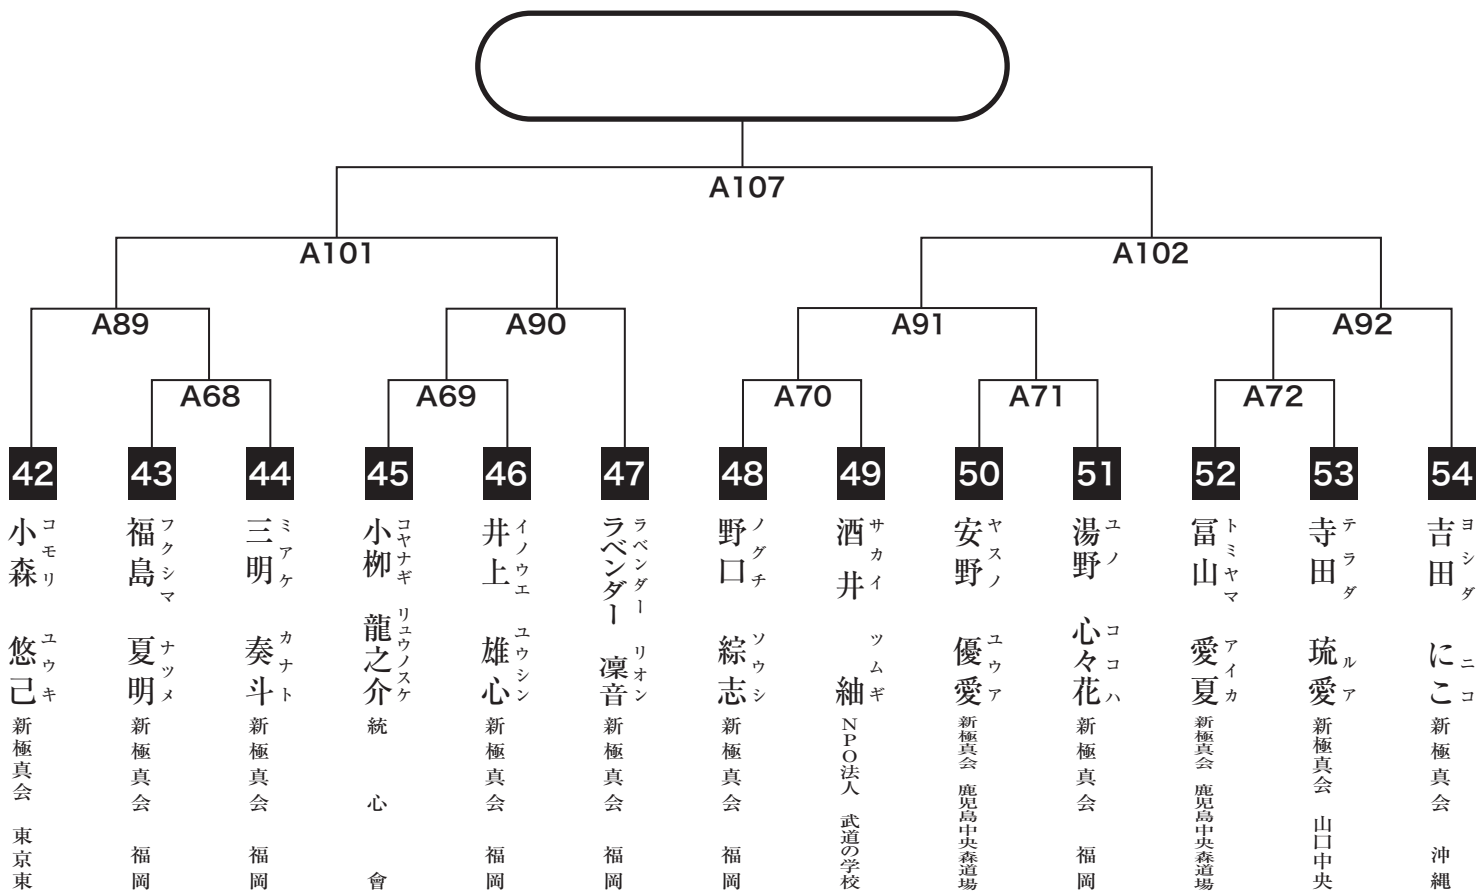 A107
A101
A102
A89
A90
A91
A92
A68
A69
A70
A71
A72
42
43
44
45
46
47
48
49
50
51
52
53
54
小森 悠己
コモリ ユウキ
新極真会 東京東
福島 夏明
フクシマ ナツメ
新極真会 福岡
三明 奏斗
ミアケ カナト
新極真会 福岡
小栁 龍之介
コヤナギ リュウノスケ
統心會
井上 雄心
イノウエ ユウシン
新極真会 福岡
ラベンダー 凜音
ラベンダー リオン
新極真会 福岡
野口 綜志
ノグチ ソウシ
新極真会 福岡
酒井 紬
サカイ ツムギ
NPO法人 武道の学校
安野 優愛
ヤスノ ユウア
新極真会 鹿児島中央森道場
湯野 心々花
ユノ ココハ
新極真会 福岡
冨山 愛夏
トミヤマ アイカ
新極真会 鹿児島中央森道場
寺田 琉愛
テラダ ルア
新極真会 山口中央
吉田 にこ
ヨシダ ニコ
新極真会 沖縄